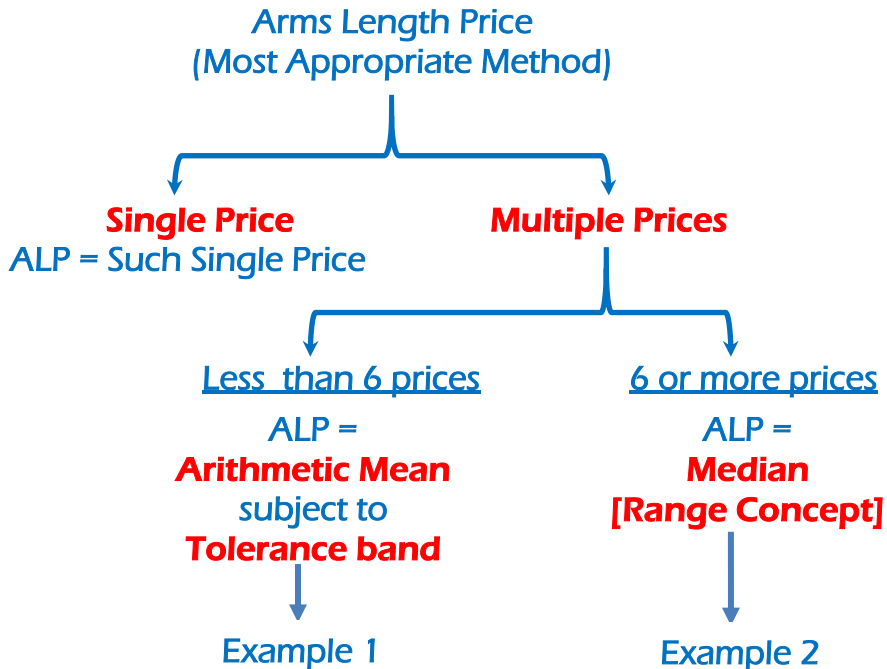 Arms Length Price
(Most Appropriate Method)
Single Price
ALP = Such Single Price
Multiple Prices
Less than 6 prices
ALP =
Arithmetic Mean
subject to
Tolerance band
Example 1
6 or more prices
ALP =
Median
[Range Concept]
Example 2